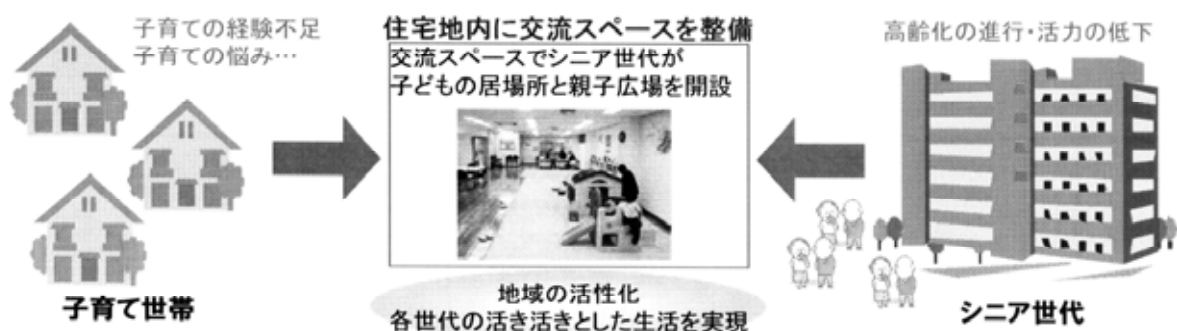 子育ての経験不足
子育ての悩み…
子育て世帯
住宅地内に交流スペースを整備
交流スペースでシニア世代が
子どもの居場所と親子広場を開設
地域の活性化
各世代の活き活きとした生活を実現
高齢化の進行・活力の低下
シニア世代